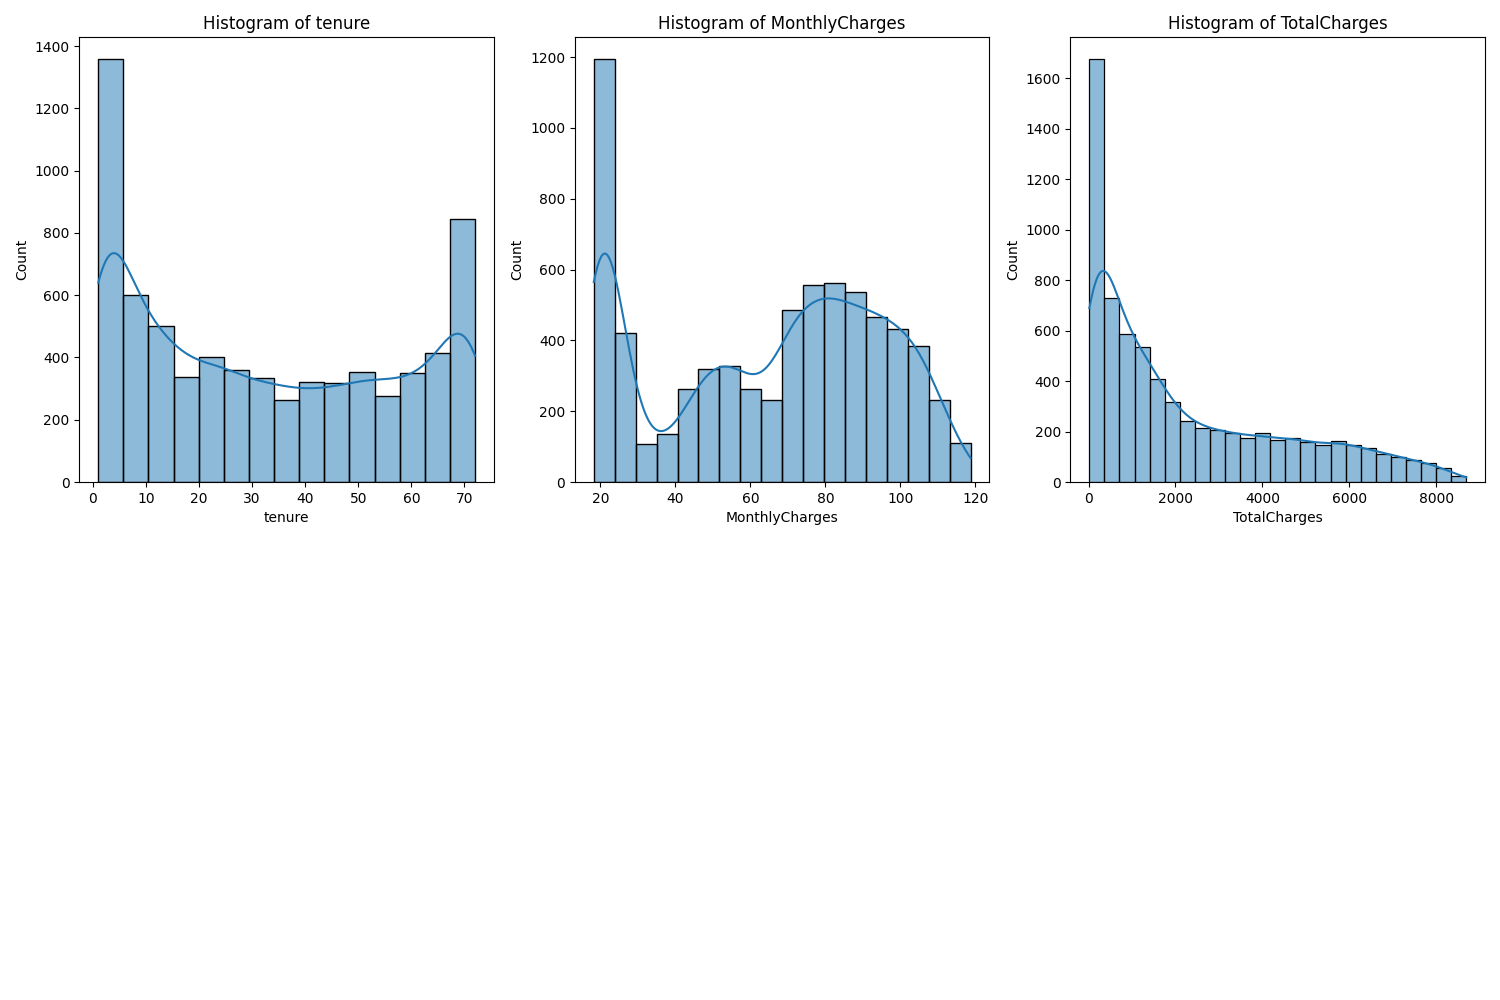 Histogram of tenure
1400
1200
1000
800
600
400
200
0
Count
0 10 20 30 40 50 60 70
tenure
Histogram of MonthlyCharges
1200
1000
800
600
400
200
0
Count
20 40 60 80 100 120
MonthlyCharges
Histogram of TotalCharges
1600
1400
1200
1000
800
600
400
200
0
Count
0 2000 4000 6000 8000
TotalCharges